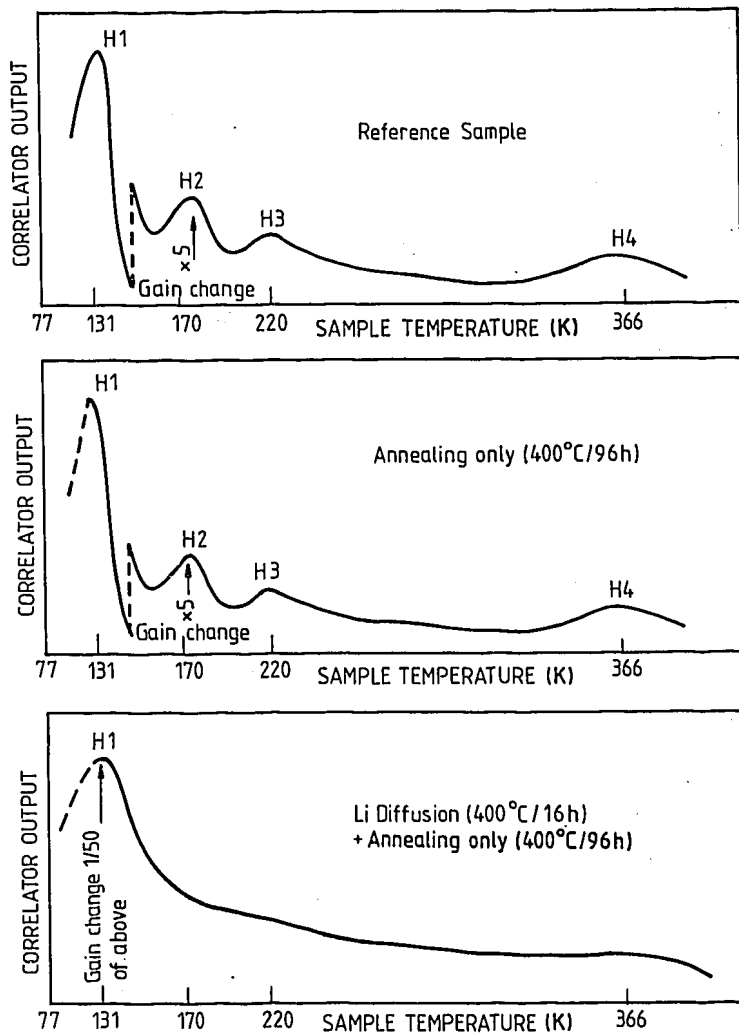 CORRELATOR OUTPUT
H1
Reference Sample
H2
H3
H4
×5
Gain change
77 131 170 220 SAMPLE TEMPERATURE (K) 366
CORRELATOR OUTPUT
H1
Annealing only (400°C/96h)
H2
H3
H4
×5
Gain change
77 131 170 220 SAMPLE TEMPERATURE (K) 366
CORRELATOR OUTPUT
H1
Li Diffusion (400°C/16h)
+ Annealing only (400°C/96h)
Gain change 1/50
of above
77 131 170 220 SAMPLE TEMPERATURE (K) 366